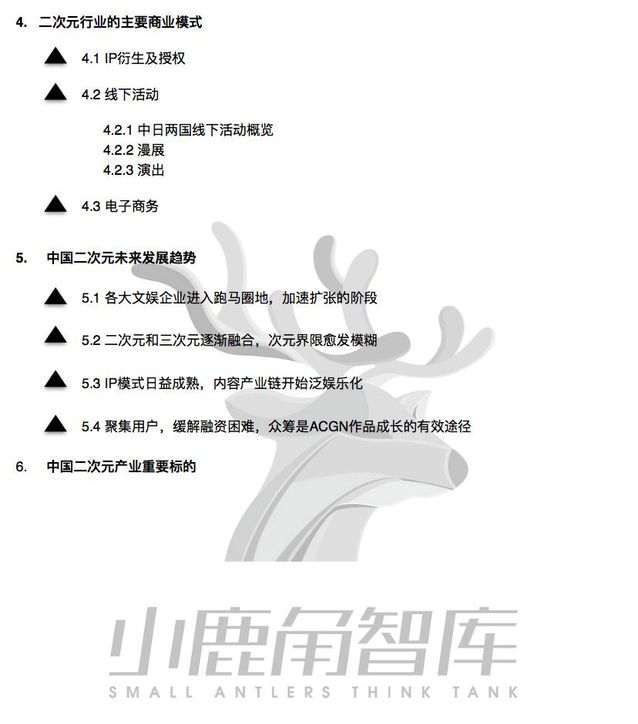 4. 二次元行业的主要商业模式
4.1 IP衍生及授权
4.2 线下活动
4.2.1 中日两国线下活动概览
4.2.2 漫展
4.2.3 演出
4.3 电子商务
5. 中国二次元未来发展趋势
5.1 各大文娱企业进入跑马圈地，加速扩张的阶段
5.2 二次元和三次元逐渐融合，次元界限愈发模糊
5.3 IP模式日益成熟，内容产业链开始泛娱乐化
5.4 聚集用户，缓解融资困难，众筹是ACGN作品成长的有效途径
6. 中国二次元产业重要标的
小鹿角智库
SMALL ANTLERS THINK TANK